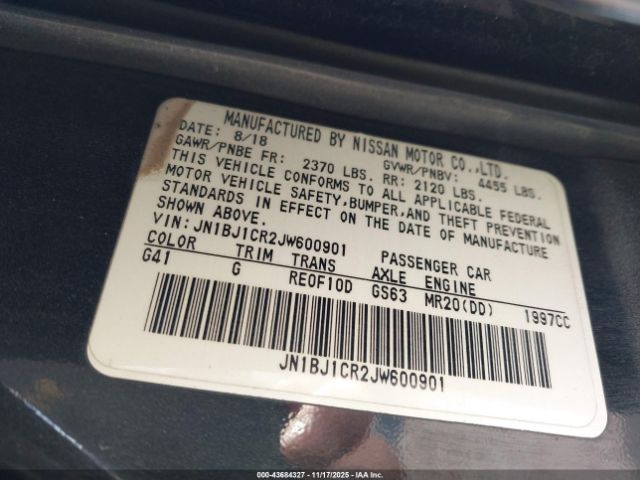 MANUFACTURED BY NISSAN MOTOR CO.,LTD.
DATE: 8/18 GVWR/PNBV: 4455 LBS.
GAWR/PNBE FR: 2370 LBS. RR: 2120 LBS.
THIS VEHICLE CONFORMS TO ALL APPLICABLE FEDERAL
MOTOR VEHICLE SAFETY,BUMPER,AND THEFT PREVENTION
STANDARDS IN EFFECT ON THE DATE OF MANUFACTURE
SHOWN ABOVE.
VIN: JN1BJ1CR2JW600901 PASSENGER CAR
COLOR TRIM TRANS AXLE ENGINE
G41 G RE0F10D GS63 MR20(DD) 1997CC
JN1BJ1CR2JW600901
000-43684327 - 11/17/2025 - IAA Inc.